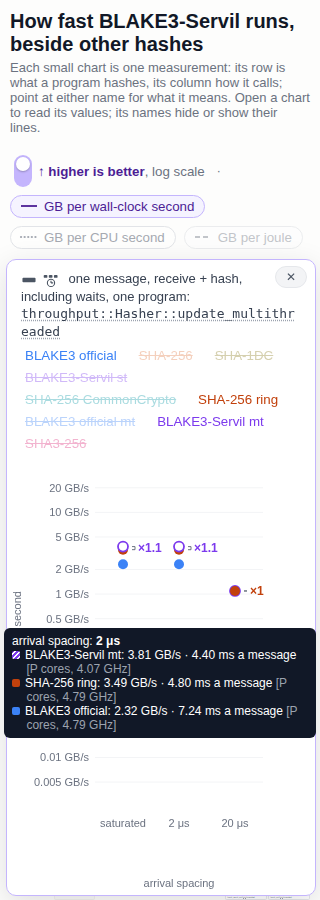 How fast BLAKE3-Servil runs,
beside other hashes
Each small chart is one measurement: its row is
what a program hashes, its column how it calls;
point at either name for what it means. Open a chart
to read its values; its names hide or show their
lines.
↑ higher is better, log scale ·
GB per wall-clock second
GB per CPU second
GB per joule
one message, receive + hash,
including waits, one program:
throughput::Hasher::update_multithr
eaded
✕
BLAKE3 official SHA-256 SHA-1DC
BLAKE3-Servil st
SHA-256 CommonCrypto SHA-256 ring
BLAKE3 official mt BLAKE3-Servil mt
SHA3-256
20 GB/s
10 GB/s
5 GB/s
×1.1 ×1.1
2 GB/s
1 GB/s
×1
0.5 GB/s
second
arrival spacing: 2 μs
BLAKE3-Servil mt: 3.81 GB/s · 4.40 ms a message
[P cores, 4.07 GHz]
SHA-256 ring: 3.49 GB/s · 4.80 ms a message [P
cores, 4.79 GHz]
BLAKE3 official: 2.32 GB/s · 7.24 ms a message [P
cores, 4.79 GHz]
0.01 GB/s
0.005 GB/s
saturated 2 μs 20 μs
arrival spacing